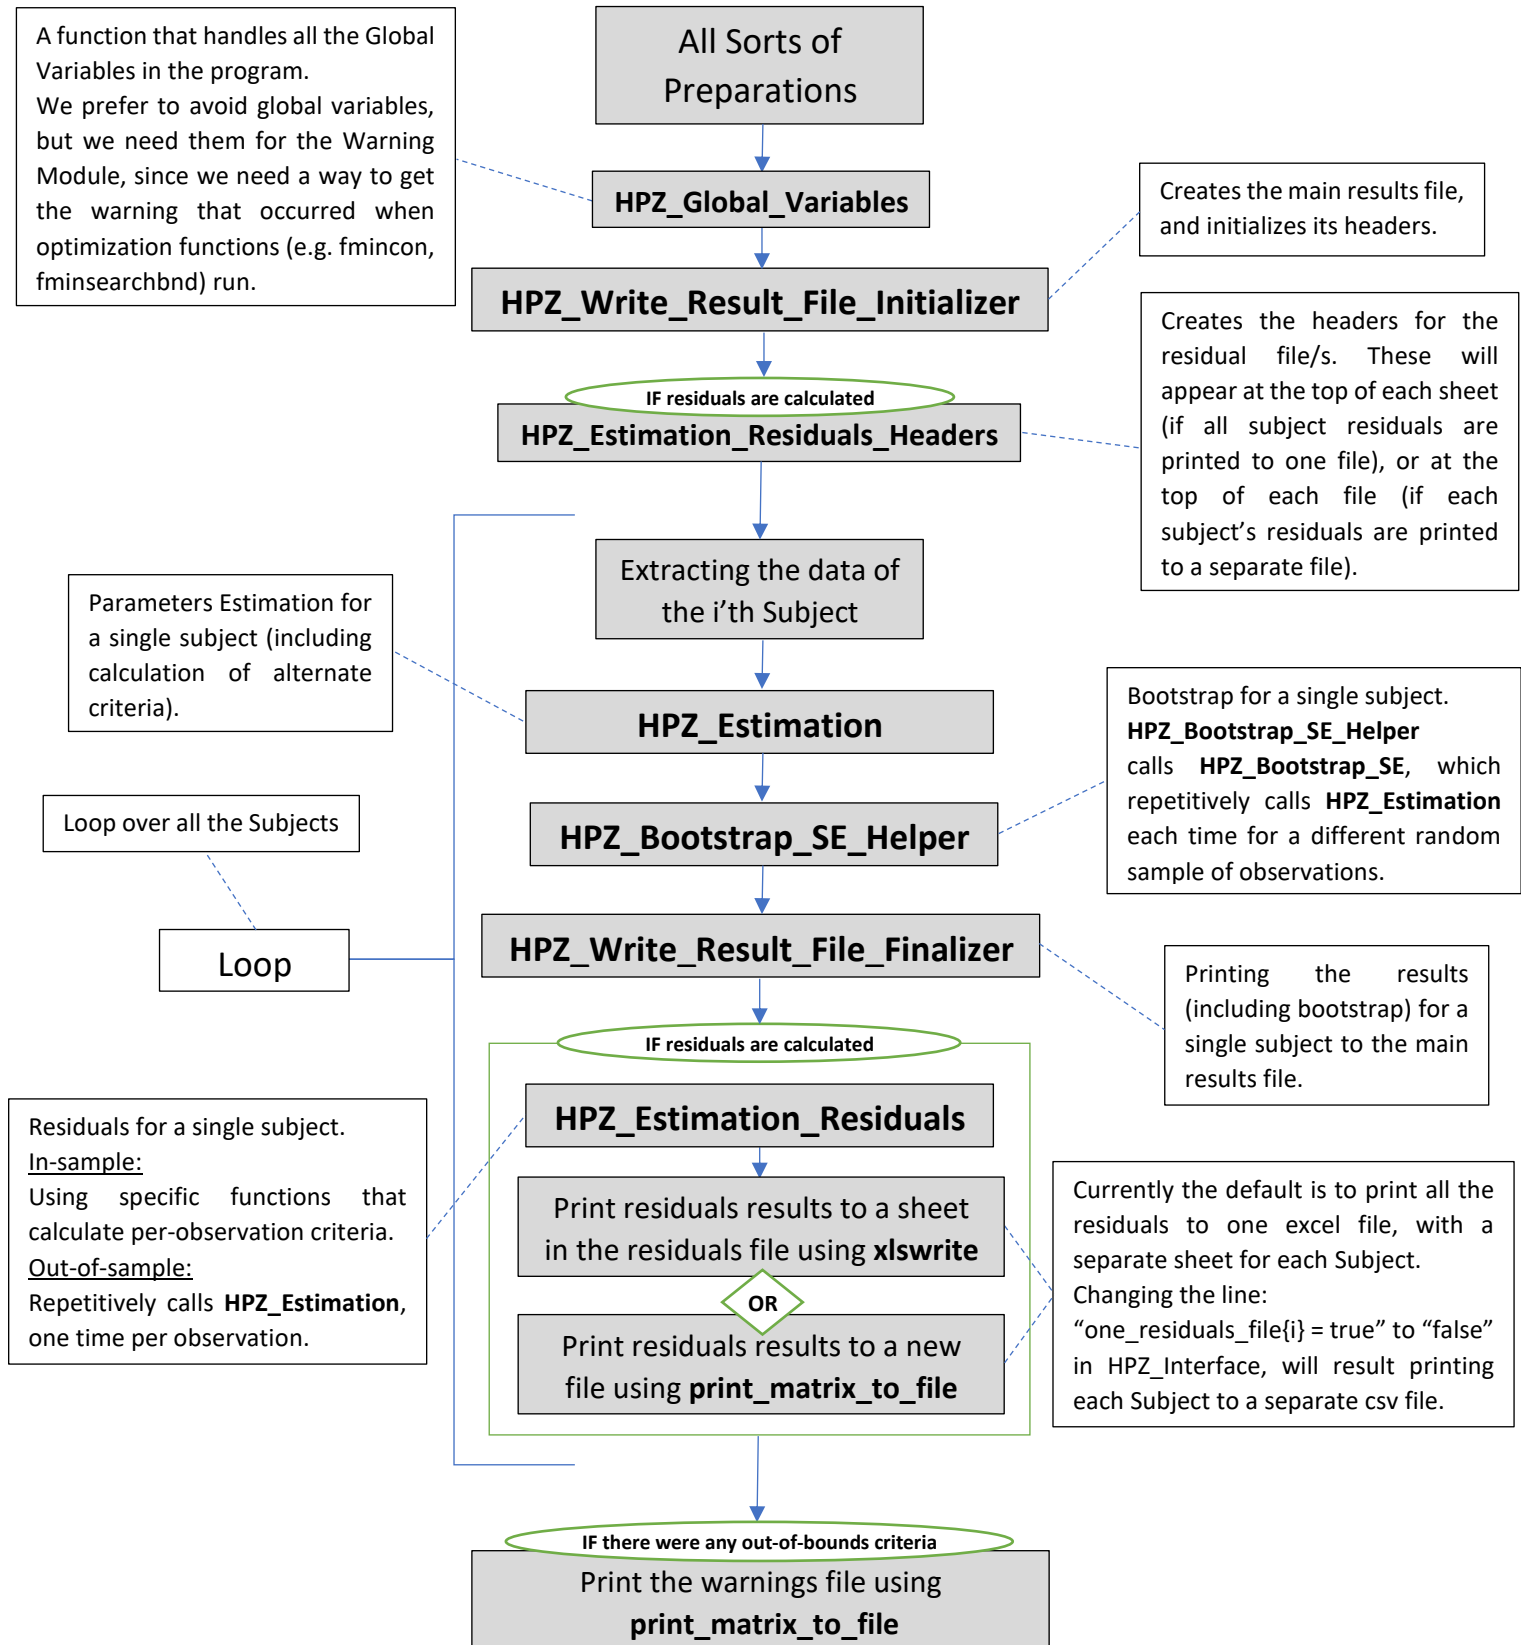 A function that handles all the Global
Variables in the program.
We prefer to avoid global variables,
but we need them for the Warning
Module, since we need a way to get
the warning that occurred when
optimization functions (e.g. fmincon,
fminsearchbnd) run.
All Sorts of
Preparations
HPZ_Global_Variables
Creates the main results file,
and initializes its headers.
HPZ_Write_Result_File_Initializer
IF residuals are calculated
HPZ_Estimation_Residuals_Headers
Creates the headers for the
residual file/s. These will
appear at the top of each sheet
(if all subject residuals are
printed to one file), or at the
top of each file (if each
subject’s residuals are printed
to a separate file).
Extracting the data of
the i’th Subject
Parameters Estimation for
a single subject (including
calculation of alternate
criteria).
HPZ_Estimation
Bootstrap for a single subject.
HPZ_Bootstrap_SE_Helper
calls HPZ_Bootstrap_SE, which
repetitively calls HPZ_Estimation
each time for a different random
sample of observations.
Loop over all the Subjects
HPZ_Bootstrap_SE_Helper
Loop
HPZ_Write_Result_File_Finalizer
Printing the results
(including bootstrap) for a
single subject to the main
results file.
IF residuals are calculated
HPZ_Estimation_Residuals
Residuals for a single subject.
In-sample:
Using specific functions that
calculate per-observation criteria.
Out-of-sample:
Repetitively calls HPZ_Estimation,
one time per observation.
Print residuals results to a sheet
in the residuals file using xlswrite
OR
Print residuals results to a new
file using print_matrix_to_file
Currently the default is to print all the
residuals to one excel file, with a
separate sheet for each Subject.
Changing the line:
“one_residuals_file{i} = true” to “false”
in HPZ_Interface, will result printing
each Subject to a separate csv file.
IF there were any out-of-bounds criteria
Print the warnings file using
print_matrix_to_file